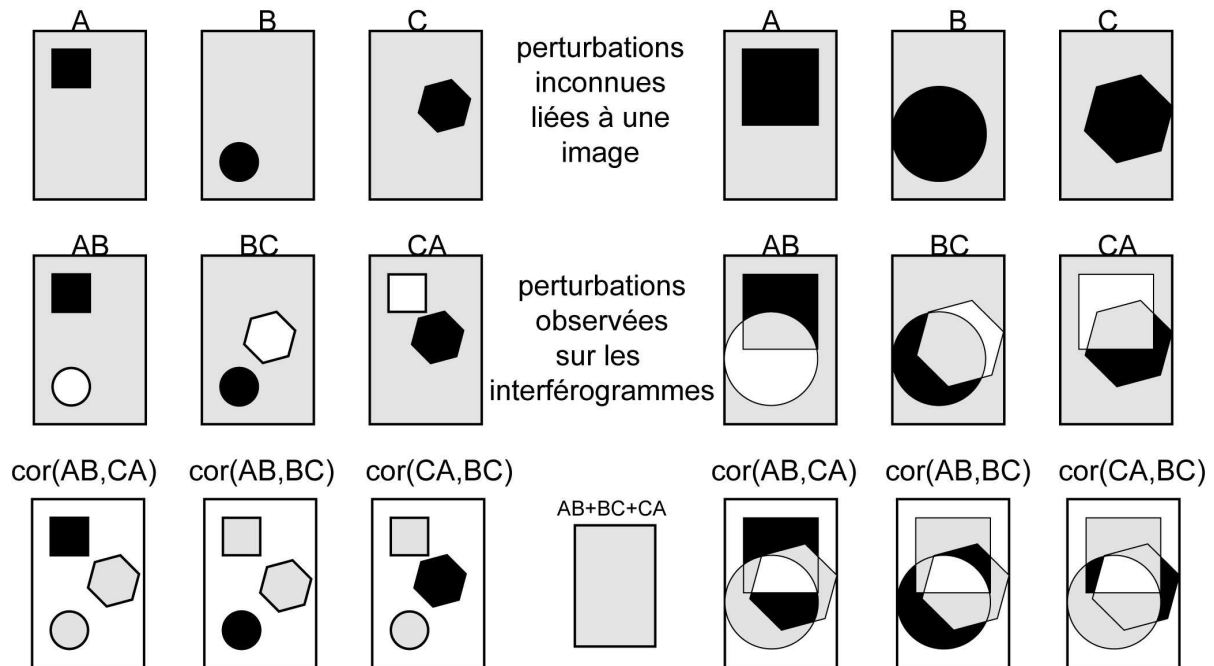 A B C
perturbations
inconnues
liées à une
image
A B C
AB BC CA
perturbations
observées
sur les
interférogrammes
AB BC CA
cor(AB,CA) cor(AB,BC) cor(CA,BC)
AB+BC+CA
cor(AB,CA) cor(AB,BC) cor(CA,BC)